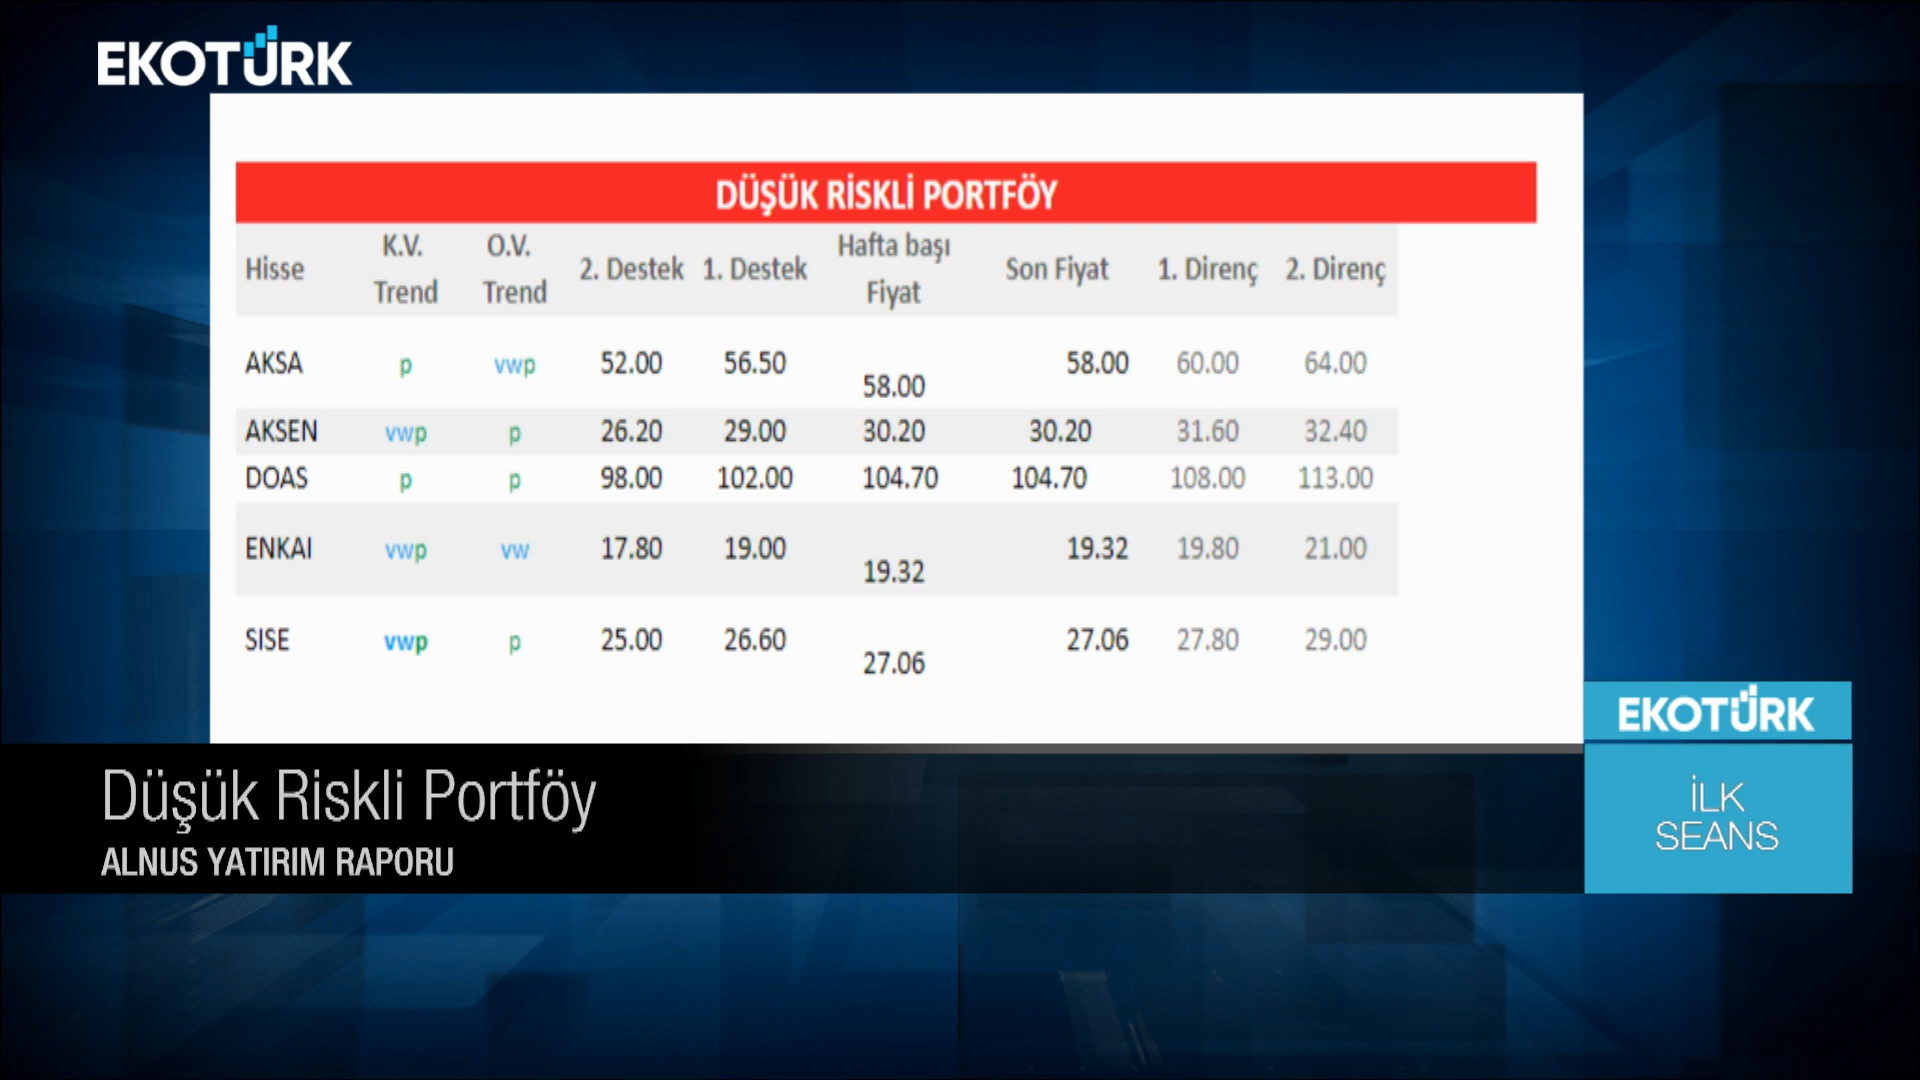 EKOTÜRK
DÜŞÜK RİSKLİ PORTFÖY
Hisse K.V. Trend O.V. Trend 2. Destek 1. Destek Hafta başı Fiyat Son Fiyat 1. Direnç 2. Direnç
AKSA p vwp 52.00 56.50 58.00 58.00 60.00 64.00
AKSEN vwp p 26.20 29.00 30.20 30.20 31.60 32.40
DOAS p p 98.00 102.00 104.70 104.70 108.00 113.00
ENKAI vwp vw 17.80 19.00 19.32 19.32 19.80 21.00
SISE vwp p 25.00 26.60 27.06 27.06 27.80 29.00
EKOTÜRK
Düşük Riskli Portföy
ALNUS YATIRIM RAPORU
İLK
SEANS